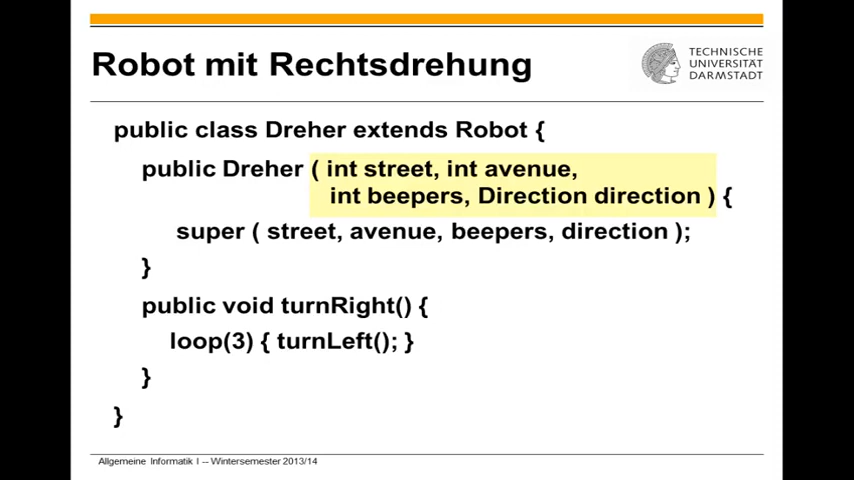 Robot mit Rechtsdrehung
TECHNISCHE
UNIVERSITÄT
DARMSTADT
public class Dreher extends Robot {
public Dreher ( int street, int avenue,
int beepers, Direction direction ) {
super ( street, avenue, beepers, direction );
}
public void turnRight() {
loop(3) { turnLeft(); }
}
}
Allgemeine Informatik I -- Wintersemester 2013/14